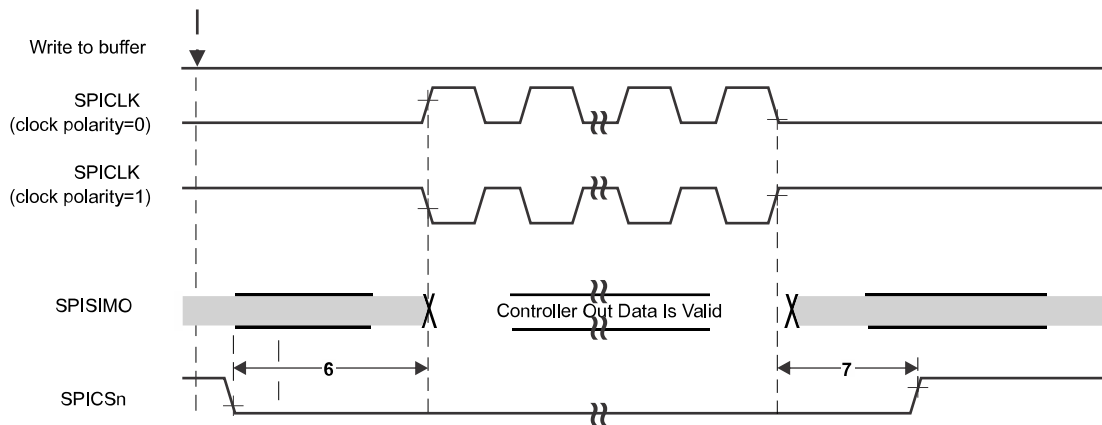 Write to buffer
SPICLK
(clock polarity=0)
SPICLK
(clock polarity=1)
SPISIMO
Controller Out Data Is Valid
6
7
SPICSn